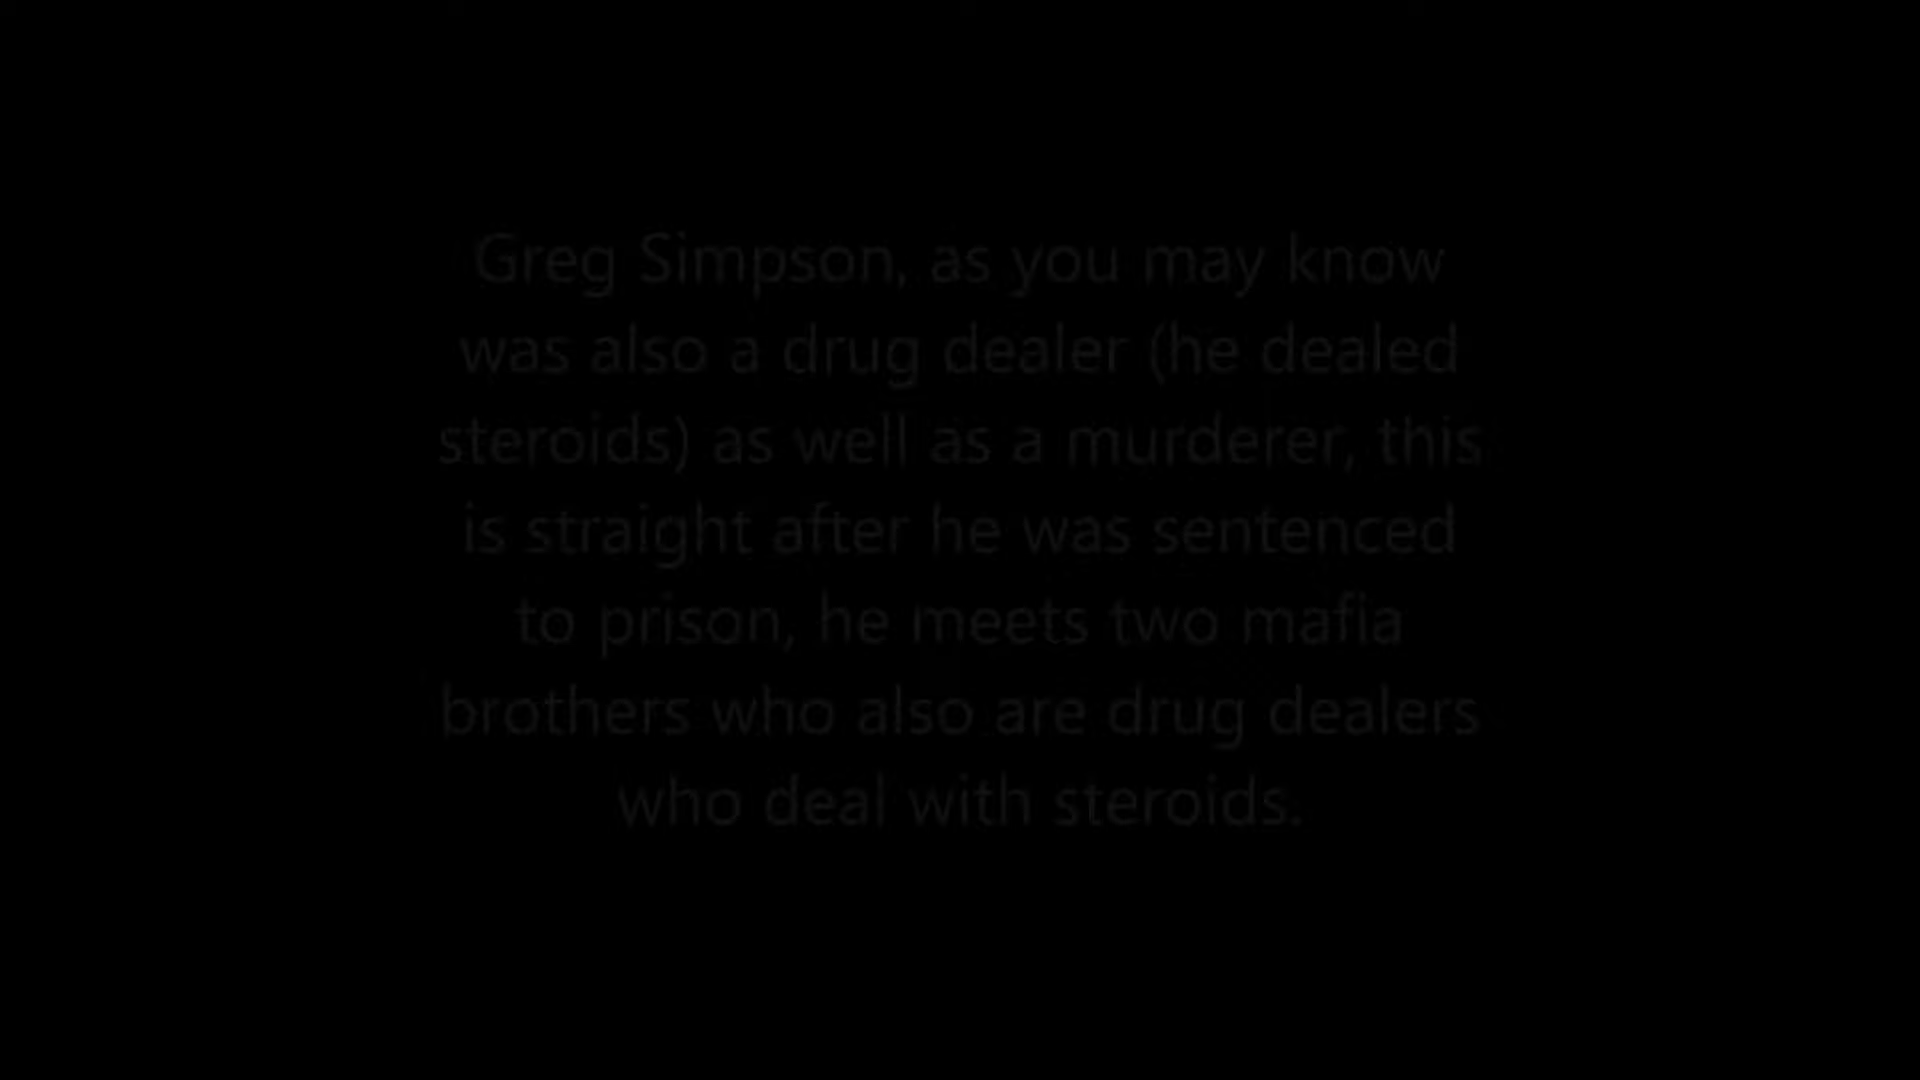 Greg Simpson, as you may know
was also a drug dealer (he dealed
steroids) as well as a murderer, this
is straight after he was sentenced
to prison, he meets two mafia
brothers who also are drug dealers
who deal with steroids.